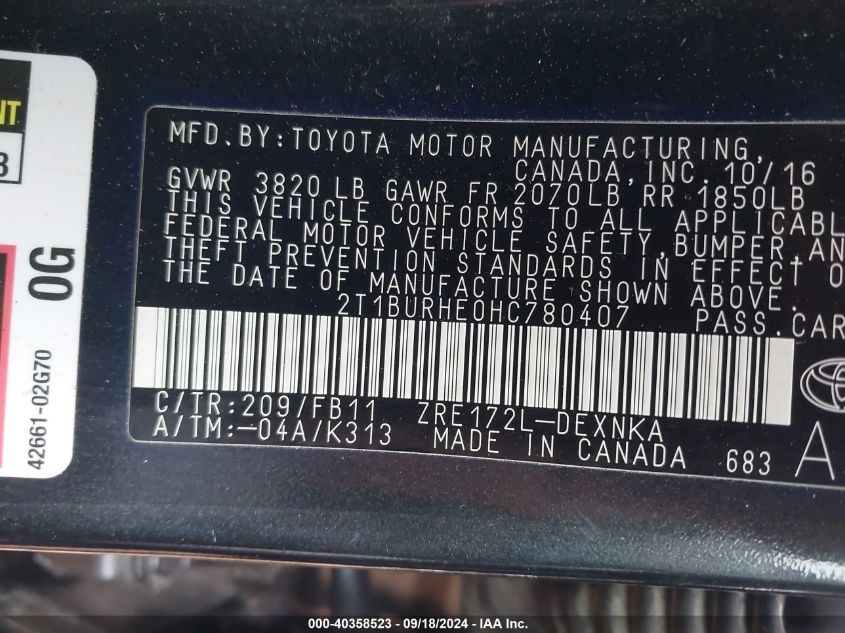 NT
3
0G
42661-02G70
MFD.BY:TOYOTA MOTOR MANUFACTURING,
CANADA,INC. 10/16
GVWR 3820 LB GAWR FR 2070LB RR 1850LB
THIS VEHICLE CONFORMS TO ALL APPLICABL
FEDERAL MOTOR VEHICLE SAFETY,BUMPER,AN
THEFT PREVENTION STANDARDS IN EFFECT O
THE DATE OF MANUFACTURE SHOWN ABOVE.
2T1BURHE0HC780407 PASS.CAR
C/TR:209/FB11 ZRE172L-DEXNKA
A/TM:-04A/K313 MADE IN CANADA 683 A
000-40358523 - 09/18/2024 - IAAI, Inc.